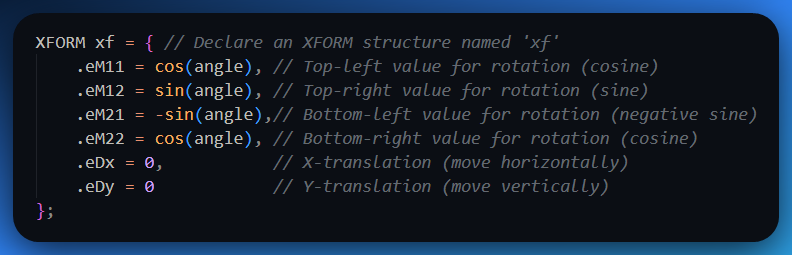 XFORM xf = { // Declare an XFORM structure named 'xf'
    .eM11 = cos(angle), // Top-left value for rotation (cosine)
    .eM12 = sin(angle), // Top-right value for rotation (sine)
    .eM21 = -sin(angle),// Bottom-left value for rotation (negative sine)
    .eM22 = cos(angle), // Bottom-right value for rotation (cosine)
    .eDx = 0,           // X-translation (move horizontally)
    .eDy = 0            // Y-translation (move vertically)
};